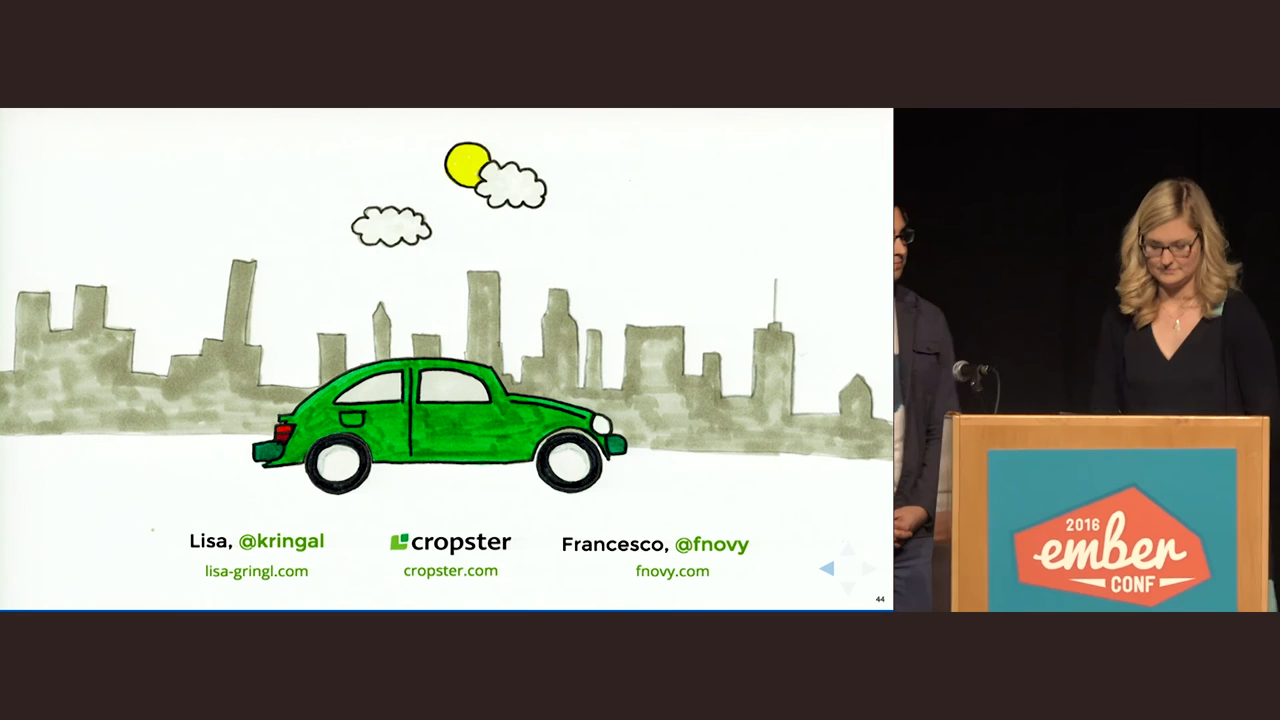 Lisa, @kringal
lisa-gringl.com
cropster
cropster.com
Francesco, @fnovy
fnovy.com
44
2016
ember
CONF